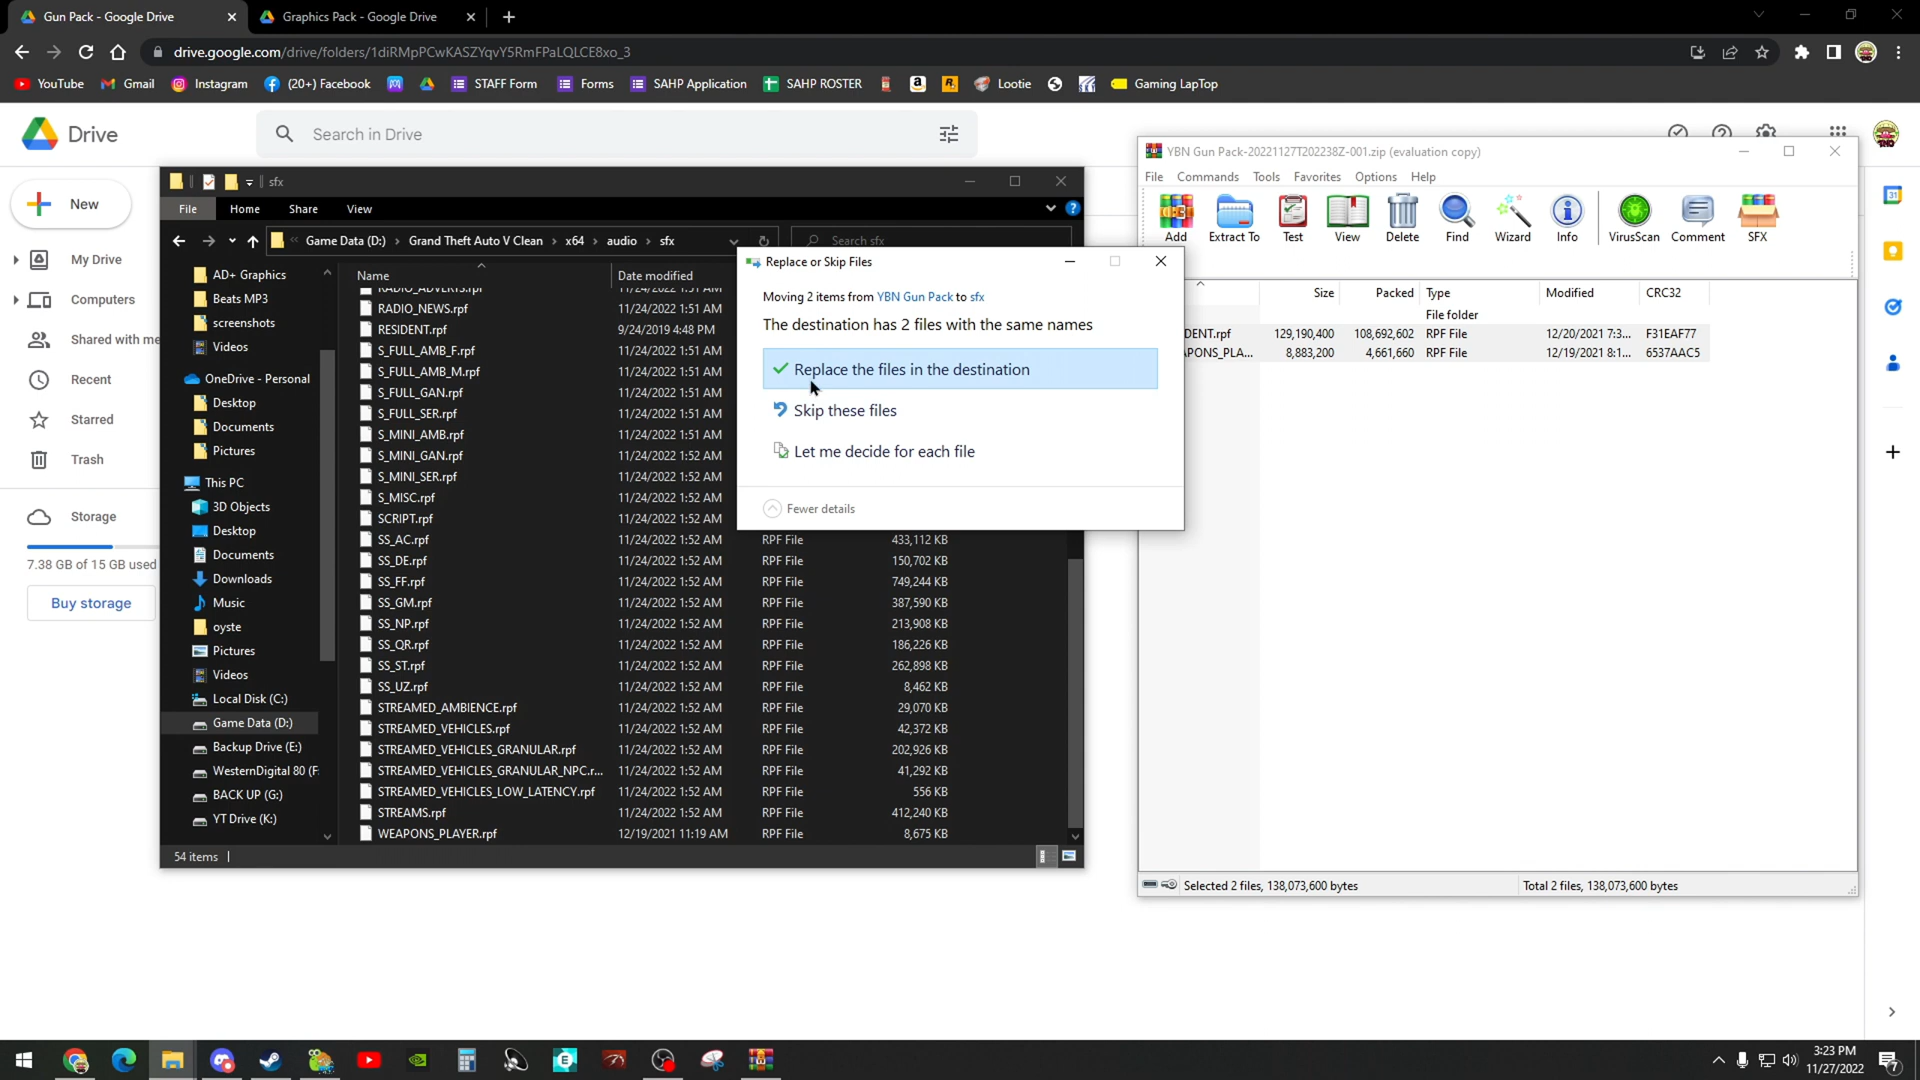 Gun Pack - Google Drive
Graphics Pack - Google Drive
drive.google.com/drive/folders/1diRMpPCwKASZYqvY5RmFPaLQLCE8xo_3
YouTube
Gmail
Instagram
(20+) Facebook
STAFF Form
Forms
SAHP Application
SAHP ROSTER
Lootie
Gaming LapTop
Drive
Search in Drive
New
My Drive
Computers
Shared with me
Recent
Starred
Trash
Storage
7.38 GB of 15 GB used
Buy storage
sfx
File Home Share View
Game Data (D:) › Grand Theft Auto V Clean › x64 › audio › sfx
Search sfx
AD+ Graphics
Beats MP3
screenshots
Videos
OneDrive - Personal
Desktop
Documents
Pictures
This PC
3D Objects
Desktop
Documents
Downloads
Music
oyste
Pictures
Videos
Local Disk (C:)
Game Data (D:)
Backup Drive (E:)
WesternDigital 80 (F:
BACK UP (G:)
YT Drive (K:)
Name Date modified
RADIO_ADVERTS.rpf 11/24/2022 1:51 AM
RADIO_NEWS.rpf 11/24/2022 1:51 AM
RESIDENT.rpf 9/24/2019 4:48 PM
S_FULL_AMB_F.rpf 11/24/2022 1:51 AM
S_FULL_AMB_M.rpf 11/24/2022 1:51 AM
S_FULL_GAN.rpf 11/24/2022 1:51 AM
S_FULL_SER.rpf 11/24/2022 1:51 AM
S_MINI_AMB.rpf 11/24/2022 1:51 AM
S_MINI_GAN.rpf 11/24/2022 1:52 AM
S_MINI_SER.rpf 11/24/2022 1:52 AM
S_MISC.rpf 11/24/2022 1:52 AM
SCRIPT.rpf 11/24/2022 1:52 AM
SS_AC.rpf 11/24/2022 1:52 AM RPF File 433,112 KB
SS_DE.rpf 11/24/2022 1:52 AM RPF File 150,702 KB
SS_FF.rpf 11/24/2022 1:52 AM RPF File 749,244 KB
SS_GM.rpf 11/24/2022 1:52 AM RPF File 387,590 KB
SS_NP.rpf 11/24/2022 1:52 AM RPF File 213,908 KB
SS_QR.rpf 11/24/2022 1:52 AM RPF File 186,226 KB
SS_ST.rpf 11/24/2022 1:52 AM RPF File 262,898 KB
SS_UZ.rpf 11/24/2022 1:52 AM RPF File 8,462 KB
STREAMED_AMBIENCE.rpf 11/24/2022 1:52 AM RPF File 29,070 KB
STREAMED_VEHICLES.rpf 11/24/2022 1:52 AM RPF File 42,372 KB
STREAMED_VEHICLES_GRANULAR.rpf 11/24/2022 1:52 AM RPF File 202,926 KB
STREAMED_VEHICLES_GRANULAR_NPC.r... 11/24/2022 1:52 AM RPF File 41,292 KB
STREAMED_VEHICLES_LOW_LATENCY.rpf 11/24/2022 1:52 AM RPF File 556 KB
STREAMS.rpf 11/24/2022 1:52 AM RPF File 412,240 KB
WEAPONS_PLAYER.rpf 12/19/2021 11:19 AM RPF File 8,675 KB
54 items
Replace or Skip Files
Moving 2 items from YBN Gun Pack to sfx
The destination has 2 files with the same names
Replace the files in the destination
Skip these files
Let me decide for each file
Fewer details
YBN Gun Pack-20221127T202238Z-001.zip (evaluation copy)
File Commands Tools Favorites Options Help
Add Extract To Test View Delete Find Wizard Info VirusScan Comment SFX
Size Packed Type Modified CRC32
File folder
DENT.rpf 129,190,400 108,692,602 RPF File 12/20/2021 7:3... F31EAF77
APONS_PLA... 8,883,200 4,661,660 RPF File 12/19/2021 8:1... 6537AAC5
Selected 2 files, 138,073,600 bytes
Total 2 files, 138,073,600 bytes
3:23 PM
11/27/2022
7